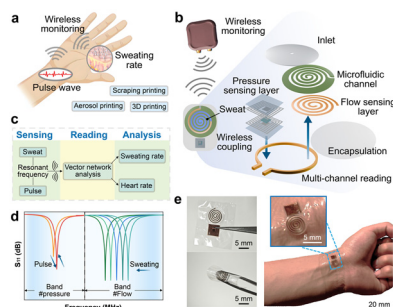 a
Wireless
monitoring
Sweating
rate
Pulse wave
Scraping printing
Aerosol printing
3D printing
b
Wireless
monitoring
Inlet
Microfluidic
channel
Pressure
sensing layer
Flow sensing
layer
Sweat
Wireless
coupling
Encapsulation
Multi-channel reading
c
Sensing
Reading
Analysis
Sweat
Resonant
frequency
Pulse
Vector network
analysis
Sweating rate
Heart rate
d
S11 (dB)
Pulse
Sweating
Band
#pressure
Band
#Flow
Frequency (MHz)
e
5 mm
5 mm
5 mm
20 mm